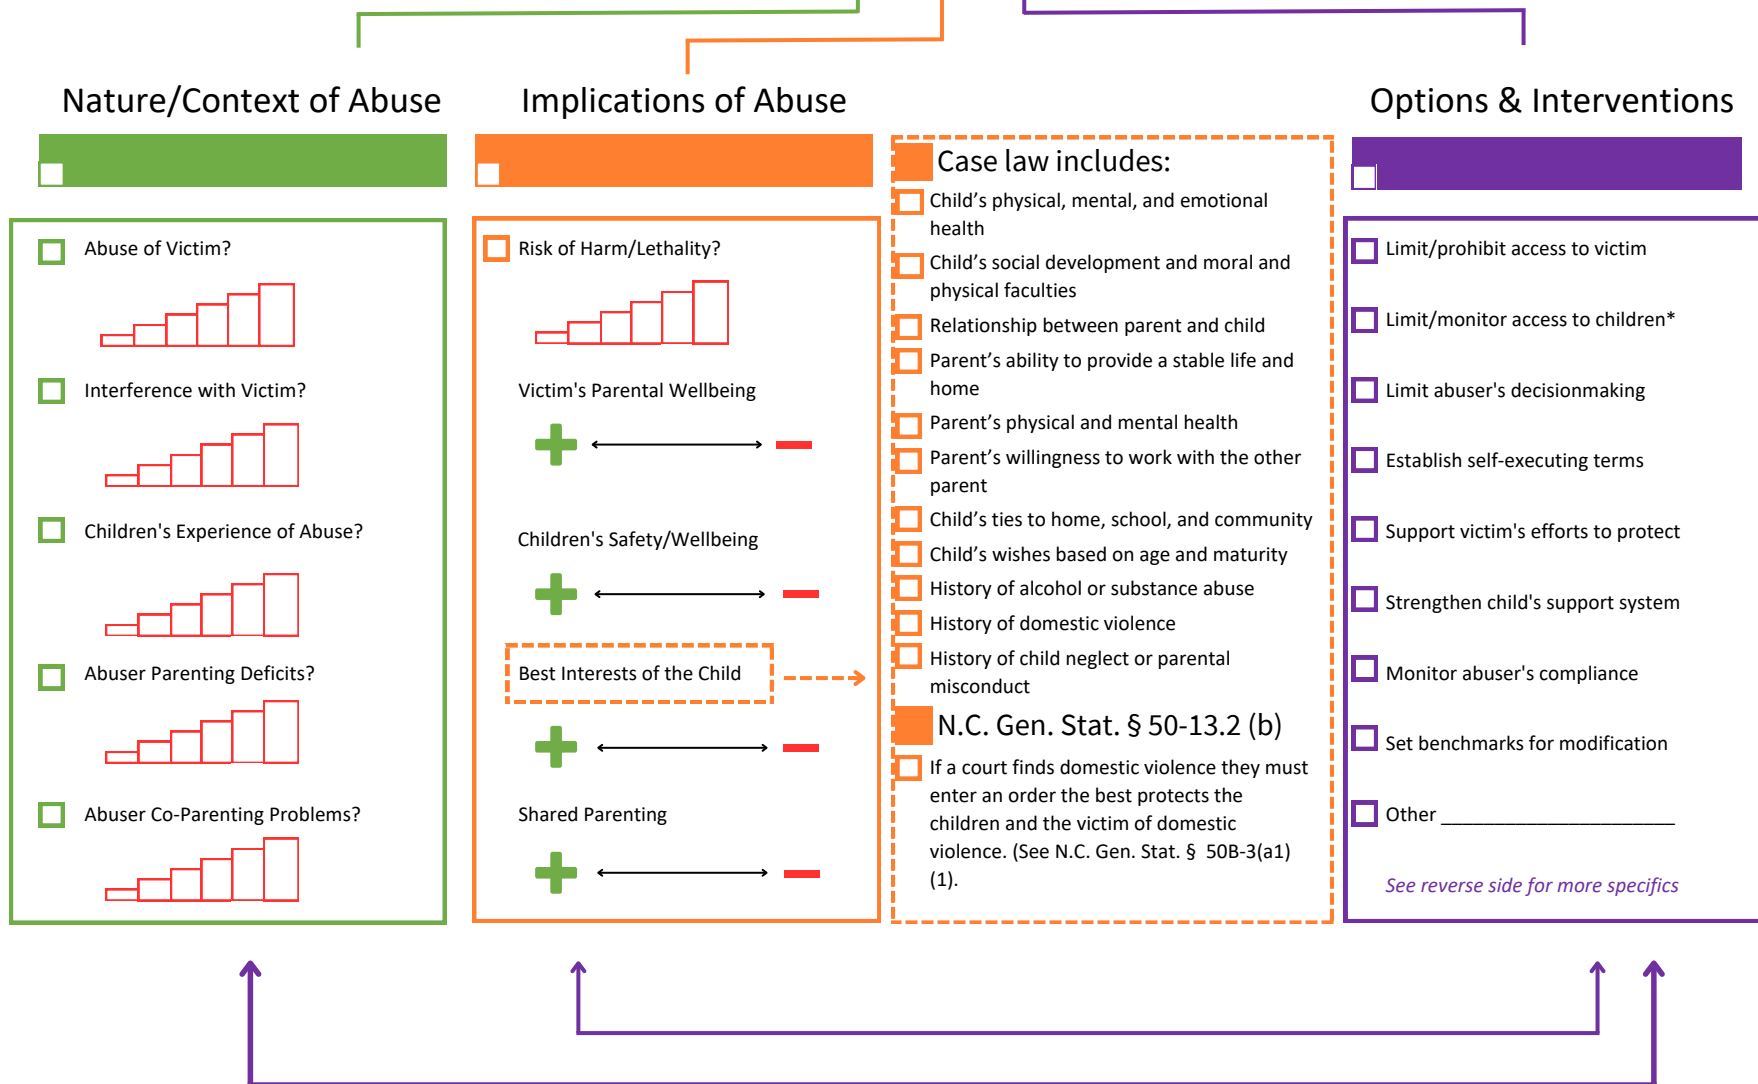 Nature/Context of Abuse
Abuse of Victim?
Interference with Victim?
Children's Experience of Abuse?
Abuser Parenting Deficits?
Abuser Co-Parenting Problems?
Implications of Abuse
Risk of Harm/Lethality?
Victim's Parental Wellbeing
Children's Safety/Wellbeing
Best Interests of the Child
Shared Parenting
Case law includes:
Child’s physical, mental, and emotional
health
Child’s social development and moral and
physical faculties
Relationship between parent and child
Parent’s ability to provide a stable life and
home
Parent’s physical and mental health
Parent’s willingness to work with the other
parent
Child’s ties to home, school, and community
Child’s wishes based on age and maturity
History of alcohol or substance abuse
History of domestic violence
History of child neglect or parental
misconduct
N.C. Gen. Stat. § 50-13.2 (b)
If a court finds domestic violence they must
enter an order the best protects the
children and the victim of domestic
violence. (See N.C. Gen. Stat. § 50B-3(a1)
(1).
Options & Interventions
Limit/prohibit access to victim
Limit/monitor access to children*
Limit abuser's decisionmaking
Establish self-executing terms
Support victim's efforts to protect
Strengthen child's support system
Monitor abuser's compliance
Set benchmarks for modification
Other ______________________
See reverse side for more specifics